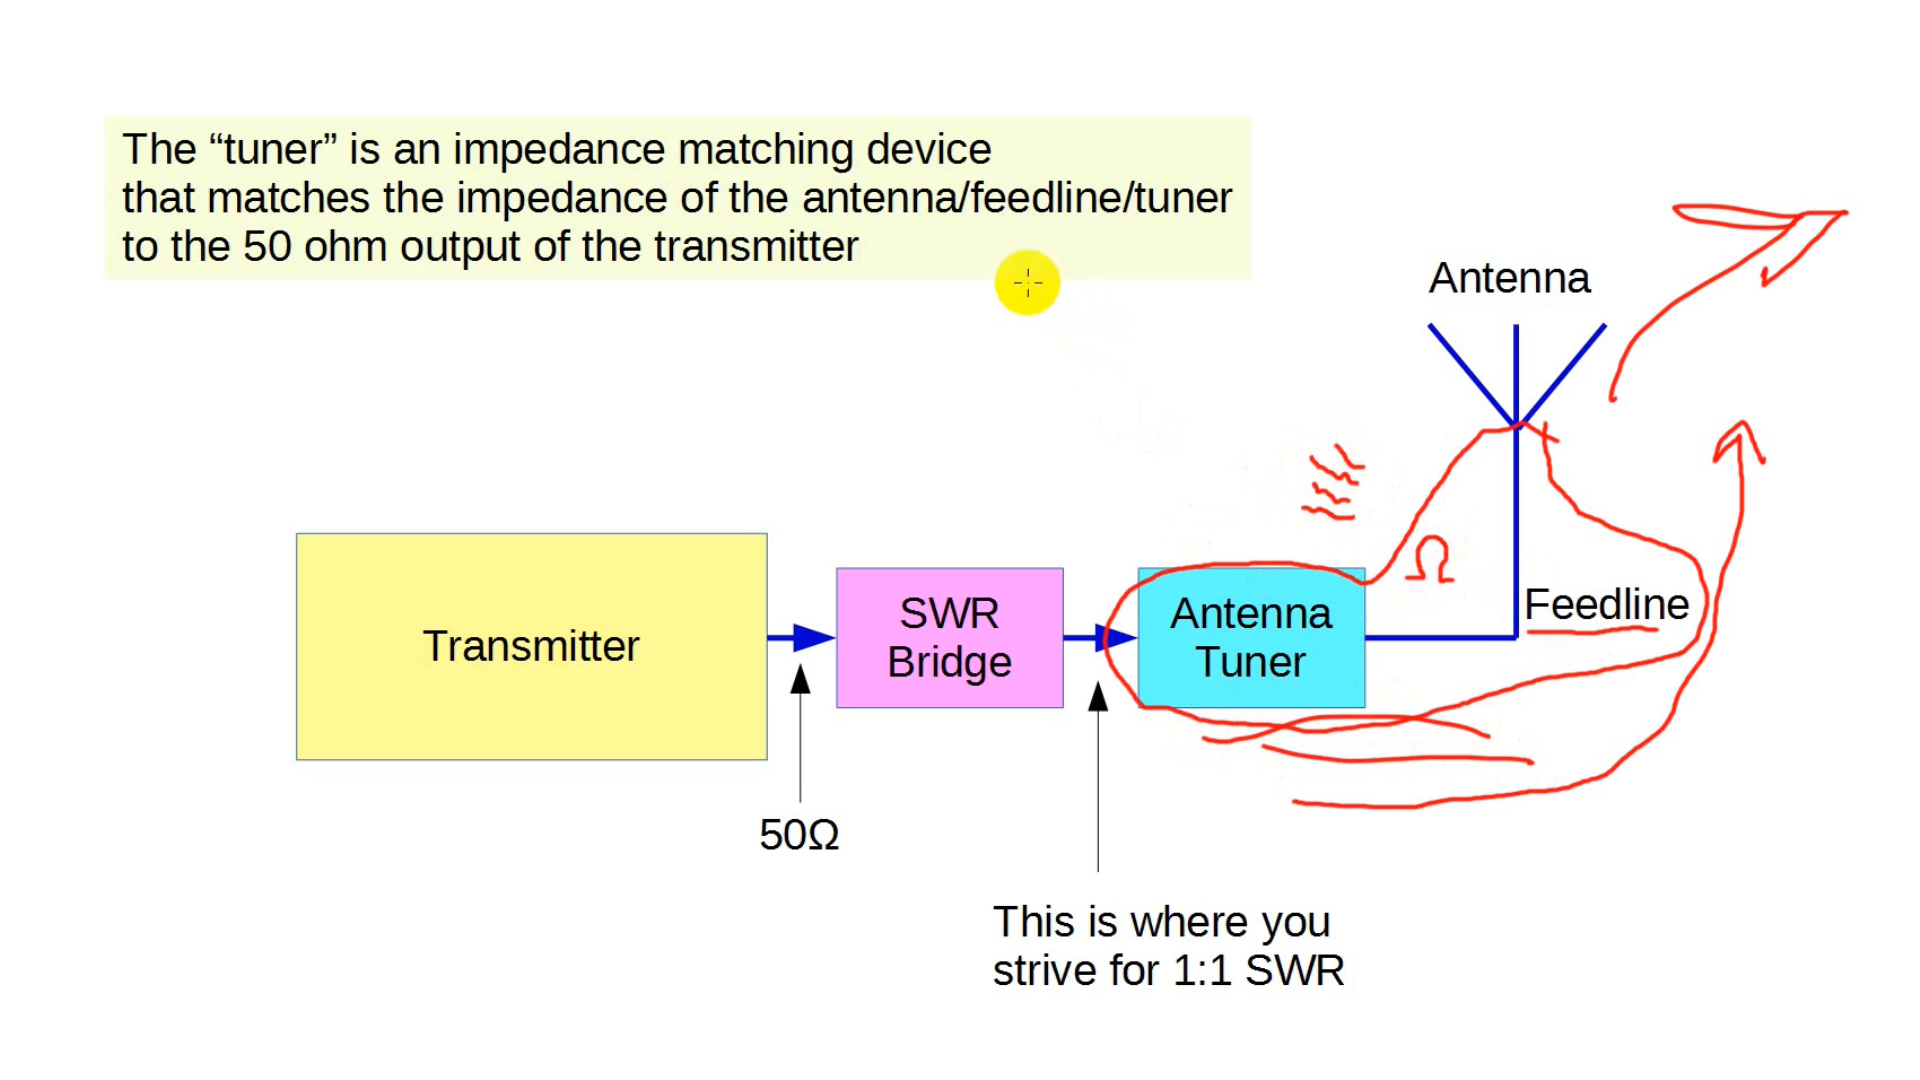 The “tuner” is an impedance matching device
that matches the impedance of the antenna/feedline/tuner
to the 50 ohm output of the transmitter
Antenna
Ω
Transmitter
SWR
Bridge
Antenna
Tuner
Feedline
50Ω
This is where you
strive for 1:1 SWR